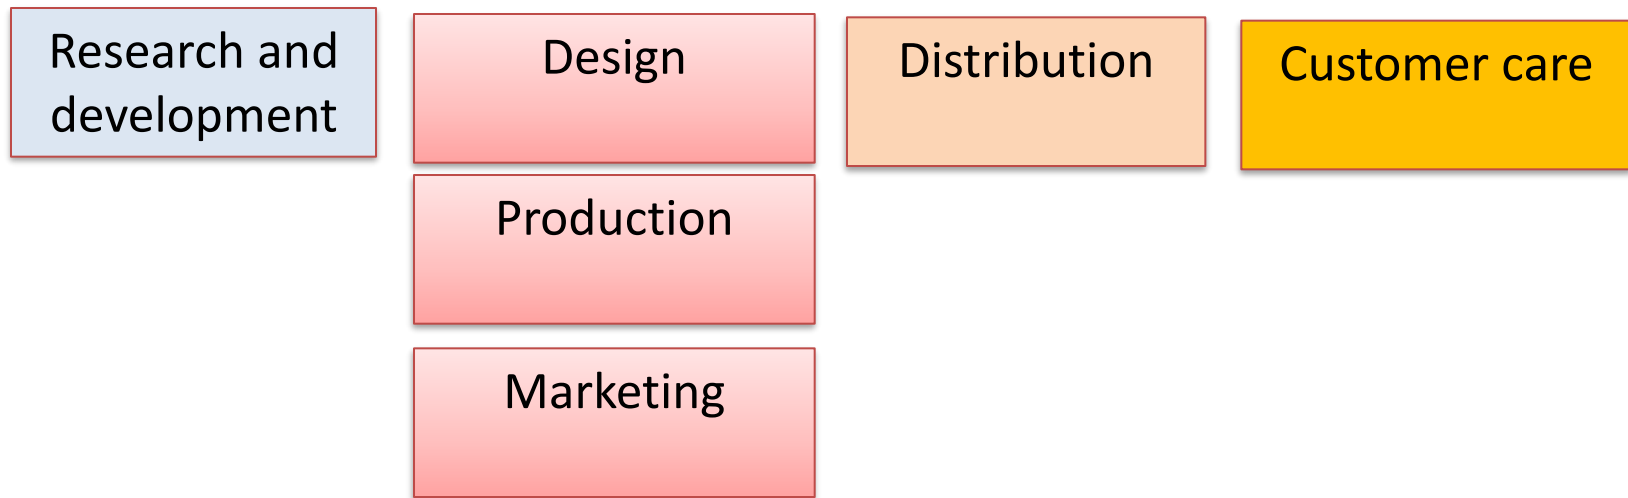 Research and
development
Design
Production
Marketing
Distribution
Customer care